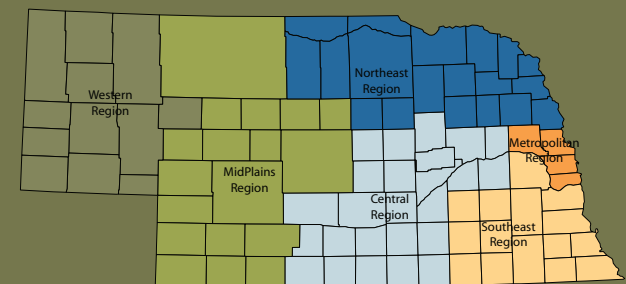 Northeast
Region
Western
Region
Metropolitan
Region
MidPlains
Region
Central
Region
Southeast
Region